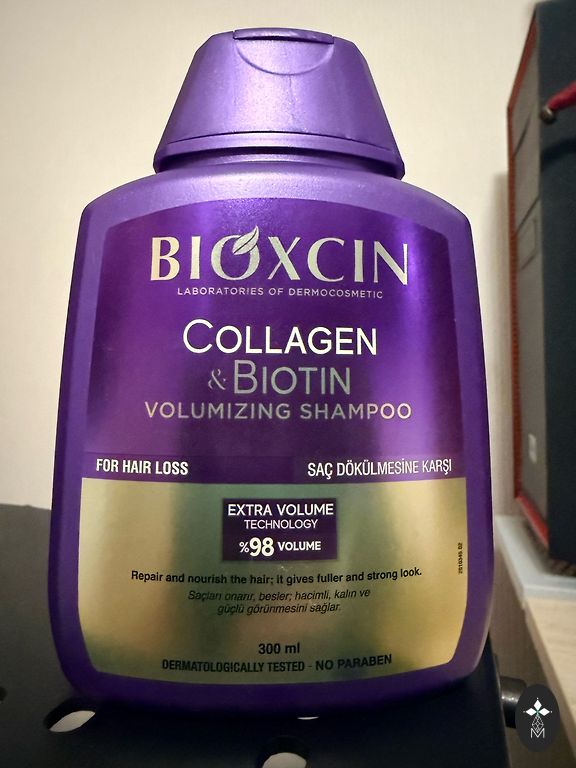 BIOXCIN
LABORATORIES OF DERMOCOSMETIC
COLLAGEN
& BIOTIN
VOLUMIZING SHAMPOO
FOR HAIR LOSS
SAÇ DÖKÜLMESİNE KARŞI
EXTRA VOLUME
TECHNOLOGY
%98 VOLUME
Repair and nourish the hair; it gives fuller and strong look.
Saçları onarır, besler; hacimli, kalın ve
güçlü görünmesini sağlar.
300 ml
DERMATOLOGICALLY TESTED - NO PARABEN
M